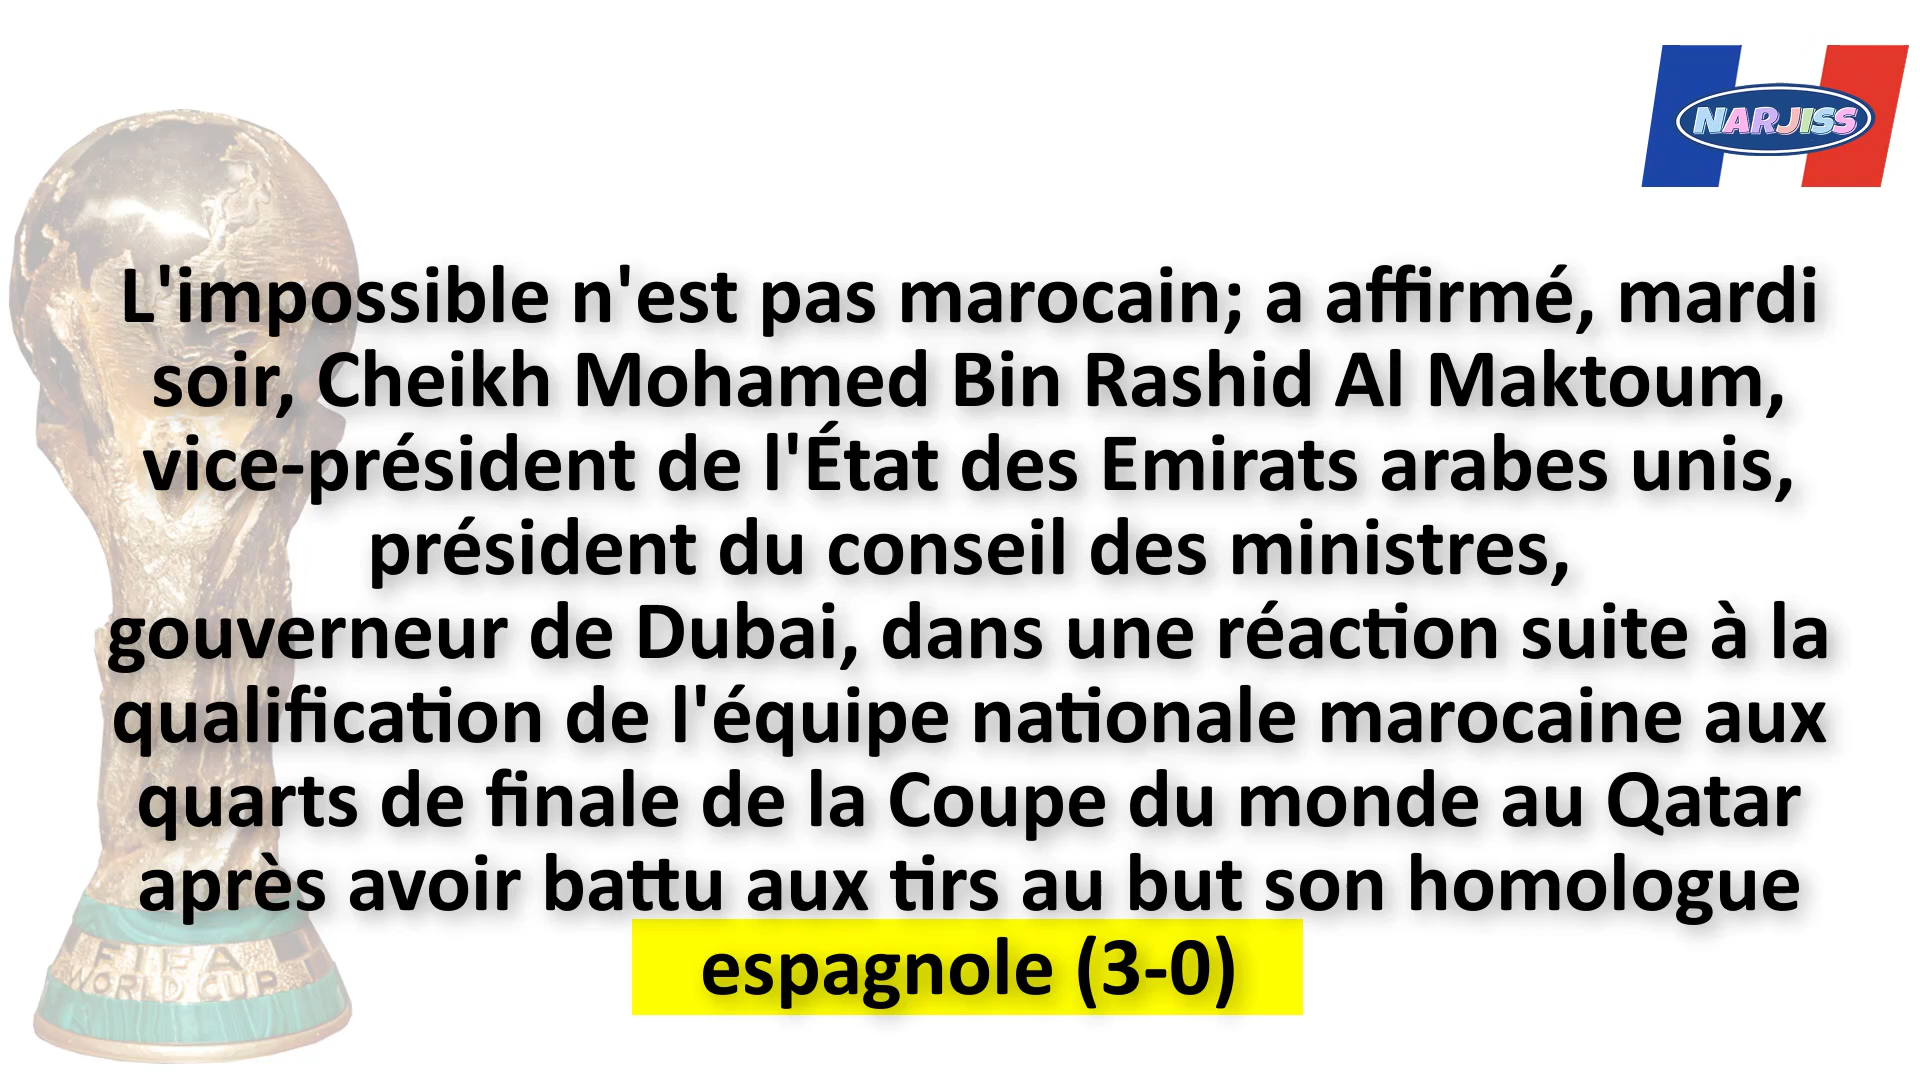 NARJISS
L'impossible n'est pas marocain; a affirmé, mardi
soir, Cheikh Mohamed Bin Rashid Al Maktoum,
vice-président de l'État des Emirats arabes unis,
président du conseil des ministres,
gouverneur de Dubai, dans une réaction suite à la
qualification de l'équipe nationale marocaine aux
quarts de finale de la Coupe du monde au Qatar
après avoir battu aux tirs au but son homologue
espagnole (3-0)
FIFA
WORLD CUP